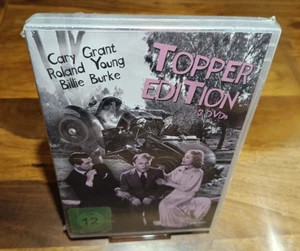 Cary Grant
Roland Young
Billie Burke
TOPPER
EDITION
3 DVDs
12